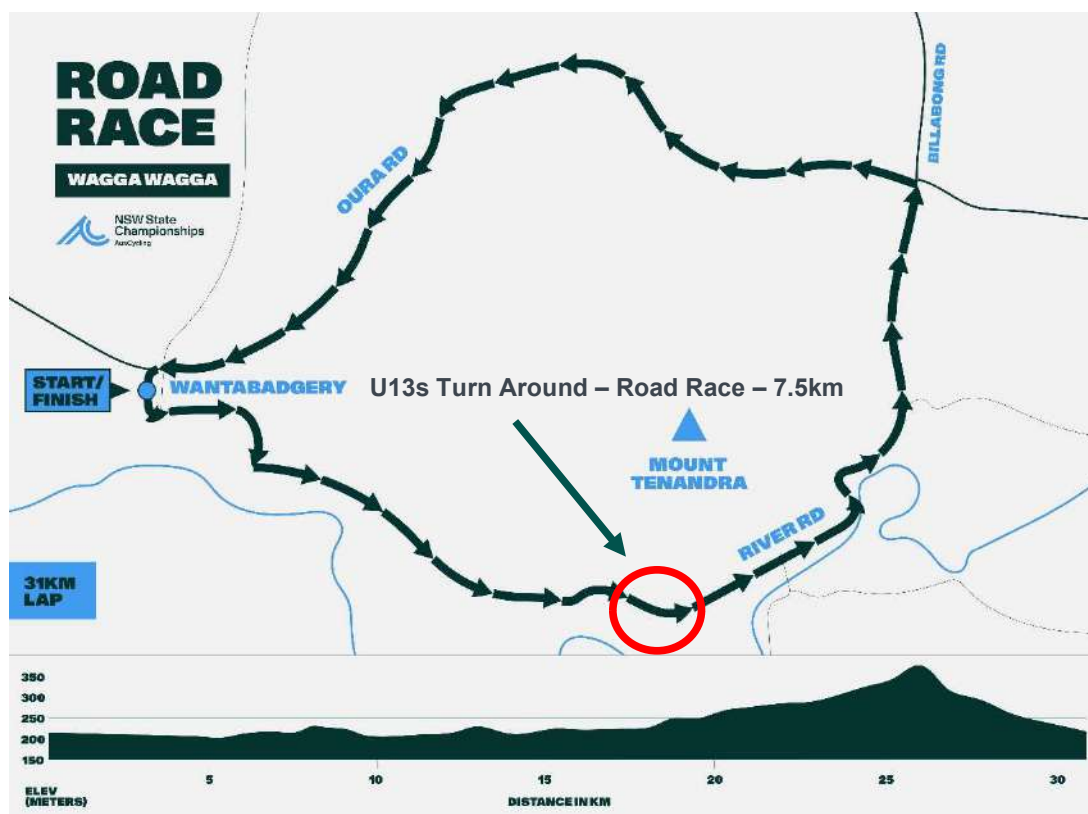 ROAD
RACE
WAGGA WAGGA
NSW State
Championships
AusCycling
OURA RD
BILLABONG RD
START/
FINISH
WANTABADGERY
U13s Turn Around – Road Race – 7.5km
MOUNT
TENANDRA
RIVER RD
31KM
LAP
350
300
250
200
150
5
10
15
20
25
30
ELEV
(METERS)
DISTANCE IN KM